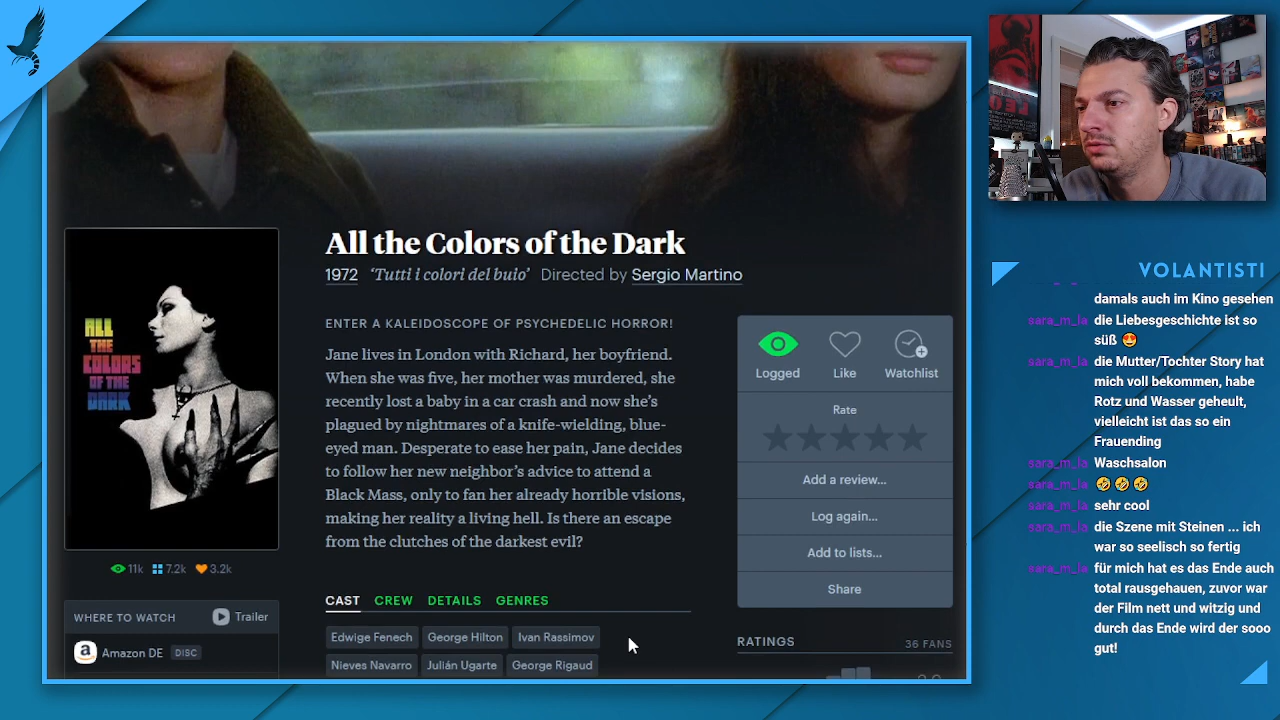 All the Colors of the Dark
1972 ‘Tutti i colori del buio’ Directed by Sergio Martino
ALL
THE
COLORS
OF THE
DARK
ENTER A KALEIDOSCOPE OF PSYCHEDELIC HORROR!
Jane lives in London with Richard, her boyfriend.
When she was five, her mother was murdered, she
recently lost a baby in a car crash and now she’s
plagued by nightmares of a knife-wielding, blue-
eyed man. Desperate to ease her pain, Jane decides
to follow her new neighbor’s advice to attend a
Black Mass, only to fan her already horrible visions,
making her reality a living hell. Is there an escape
from the clutches of the darkest evil?
Logged Like Watchlist
Rate
Add a review...
Log again...
Add to lists...
Share
11k 7.2k 3.2k
WHERE TO WATCH Trailer
Amazon DE DISC
CAST CREW DETAILS GENRES
Edwige Fenech George Hilton Ivan Rassimov
Nieves Navarro Julián Ugarte George Rigaud
RATINGS 36 FANS
VOLANTISTI
damals auch im Kino gesehen
sara_m_la die Liebesgeschichte ist so
süß 😍
sara_m_la die Mutter/Tochter Story hat
mich voll bekommen, habe
Rotz und Wasser geheult,
vielleicht ist das so ein
Frauending
sara_m_la Waschsalon
sara_m_la 🤣 🤣 🤣
sara_m_la sehr cool
sara_m_la die Szene mit Steinen ... ich
war so seelisch so fertig
sara_m_la für mich hat es das Ende auch
total rausgehauen, zuvor war
der Film nett und witzig und
durch das Ende wird der sooo
gut!